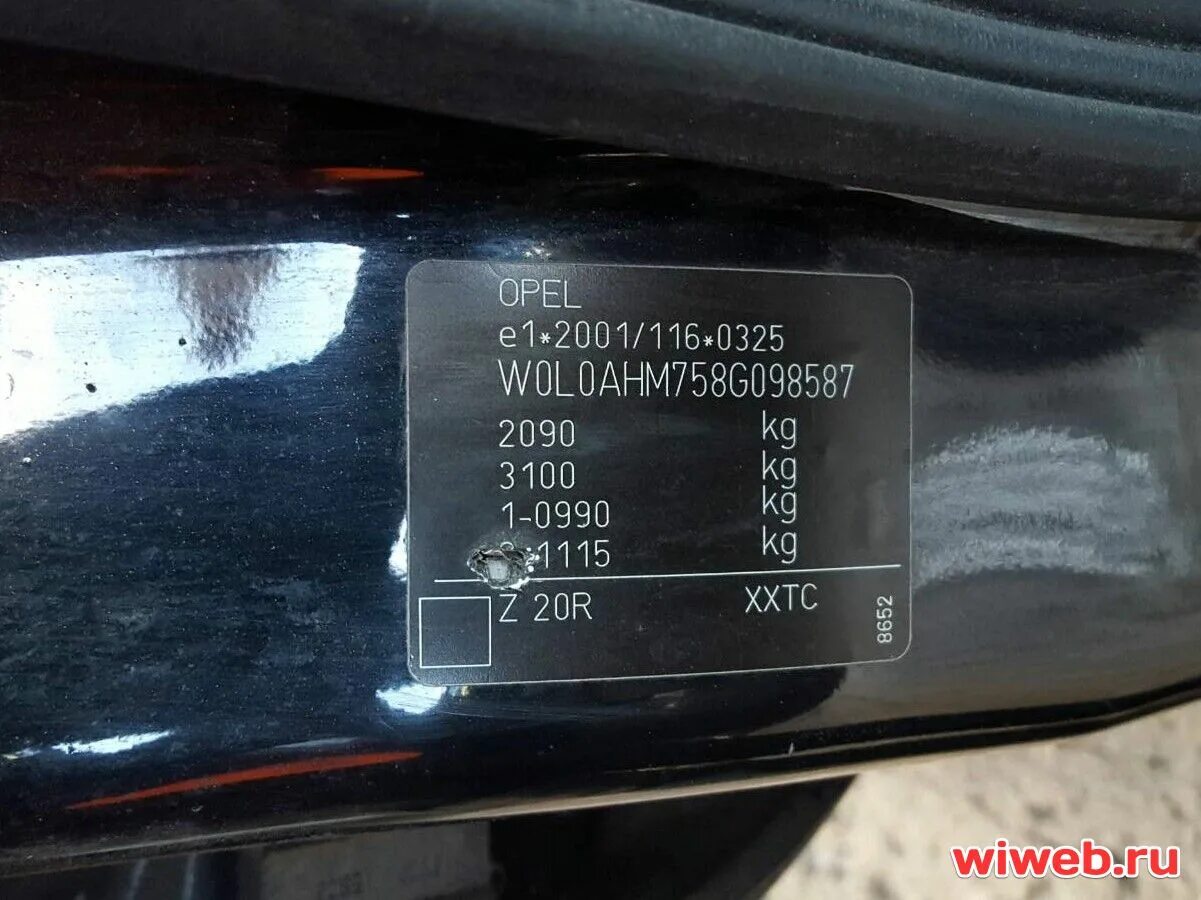 OPEL
e1*2001/116*0325
W0L0AHM758G098587
2090 kg
3100 kg
1-0990 kg
-1115 kg
Z 20R XXTC
8652
wiweb.ru